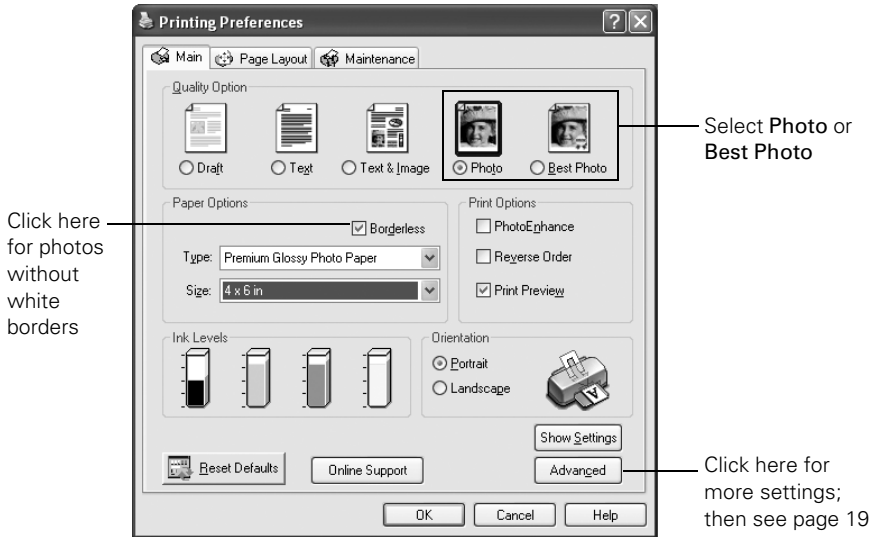 Printing Preferences
Main Page Layout Maintenance
Quality Option
Draft Text Text & Image Photo Best Photo
Select Photo or
Best Photo
Paper Options
Print Options
Click here
for photos
without
white
borders
Borderless
PhotoEnhance
Type: Premium Glossy Photo Paper
Reverse Order
Size: 4 x 6 in
Print Preview
Ink Levels
Orientation
Portrait
Landscape
A
Show Settings
Reset Defaults Online Support Advanced
Click here for
more settings;
then see page 19
OK Cancel Help